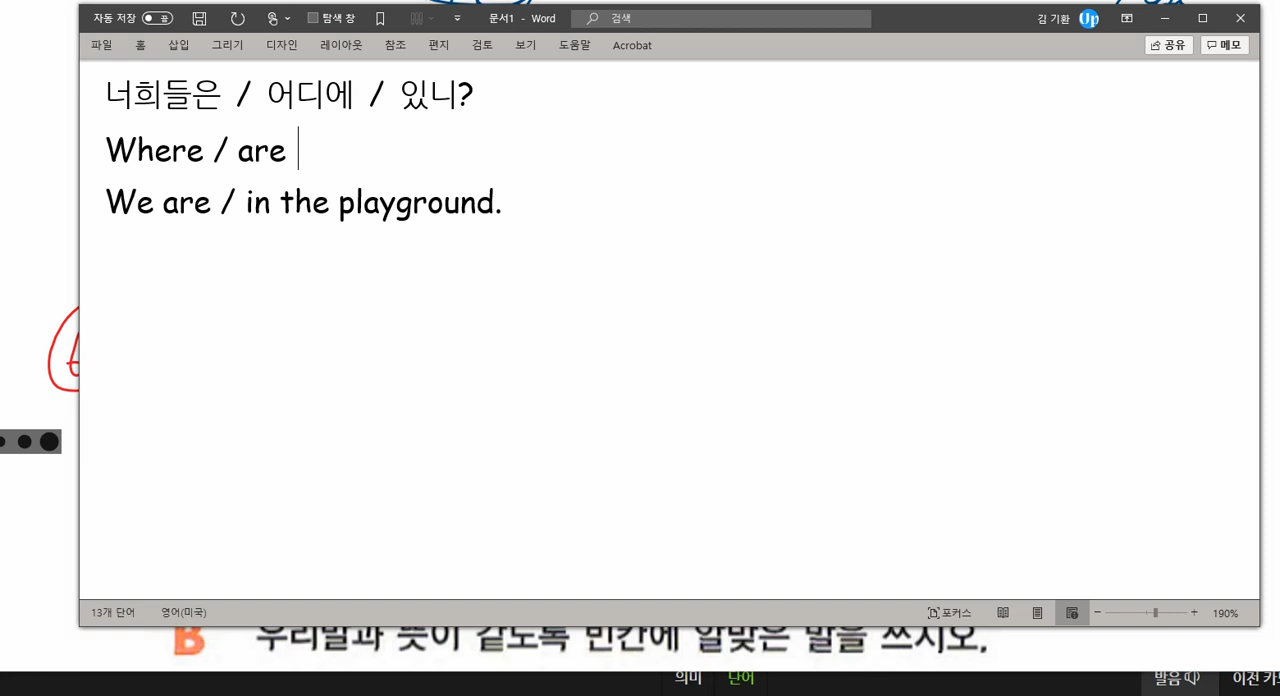 자동 저장 끔 탐색 창 문서1 - Word 검색 김 기환 Up
파일 홈 삽입 그리기 디자인 레이아웃 참조 편지 검토 보기 도움말 Acrobat 공유 메모
너희들은 / 어디에 / 있니?
Where / are
We are / in the playground.
13개 단어 영어(미국) 포커스 190%
B 우리말과 뜻이 같도록 빈칸에 알맞은 말을 쓰시오.
의미 단어 발음 이전